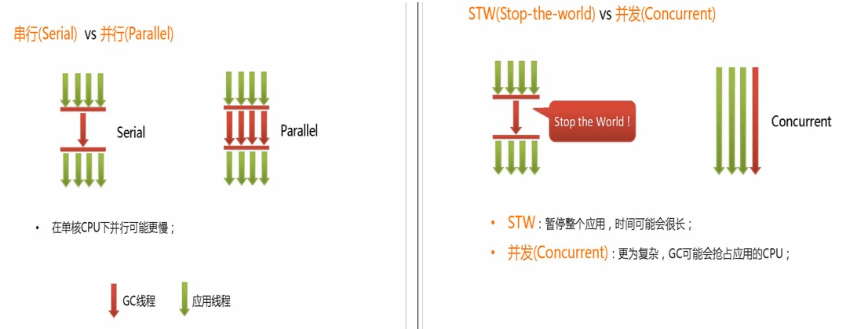 串行(Serial) vs 并行(Parallel)
Serial
Parallel
• 在单核CPU下并行可能更慢；
GC线程
应用线程
STW(Stop-the-world) vs 并发(Concurrent)
Stop the World！
Concurrent
• STW：暂停整个应用，时间可能会很长；
• 并发(Concurrent)：更为复杂，GC可能会抢占应用的CPU；